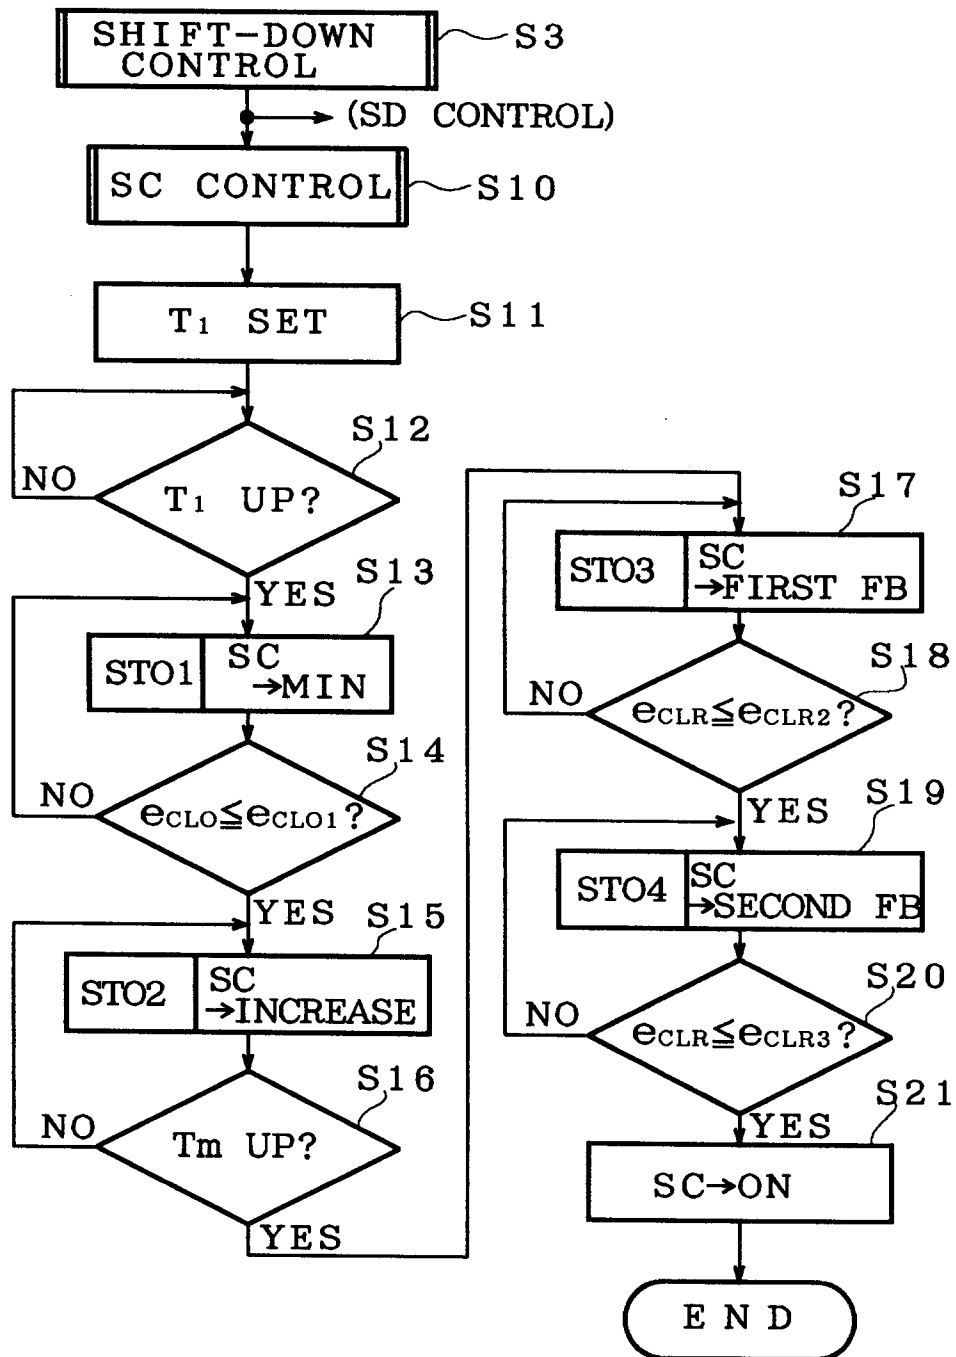 SHIFT-DOWN
CONTROL
S3
(SD CONTROL)
SC CONTROL
S10
T1 SET
S11
S12
NO
T1 UP?
YES
S13
STO1
SC
→MIN
S14
NO
eCLO≦eCLO1?
YES
S15
STO2
SC
→INCREASE
S16
NO
Tm UP?
YES
S17
STO3
SC
→FIRST FB
S18
NO
eCLR≦eCLR2?
YES
S19
STO4
SC
→SECOND FB
S20
NO
eCLR≦eCLR3?
YES
S21
SC→ON
END